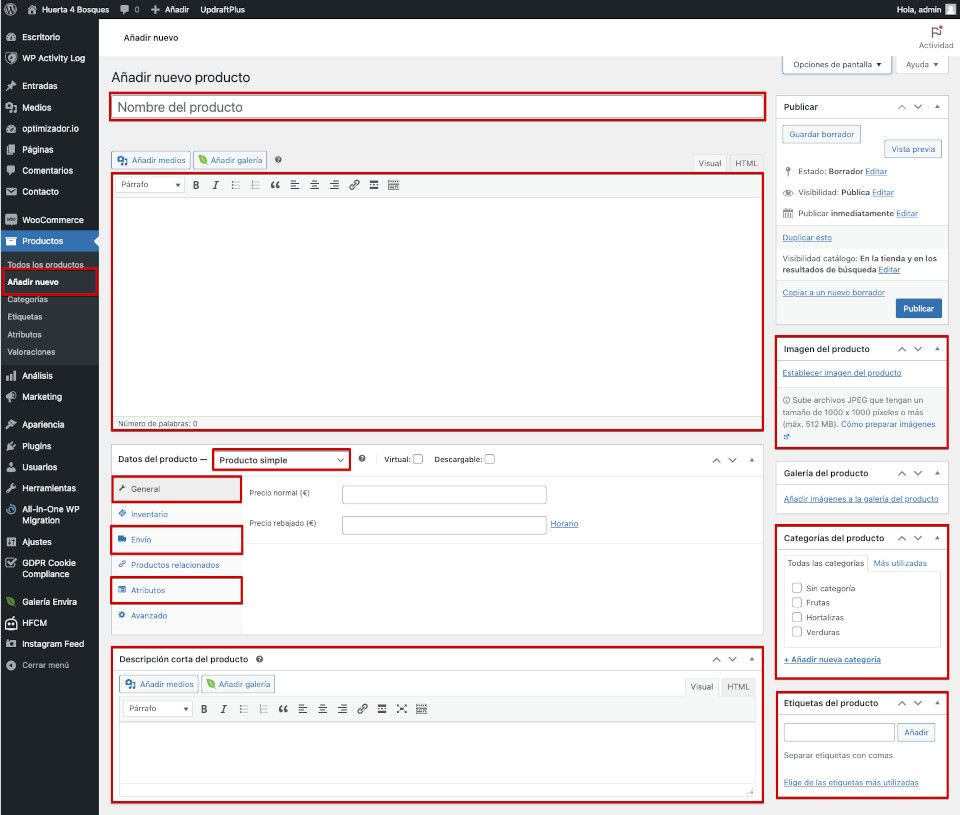 Huerta 4 Bosques
0
Añadir
UpdraftPlus
Hola, admin
Escritorio
WP Activity Log
Entradas
Medios
optimizador.io
Páginas
Comentarios
Contacto
WooCommerce
Productos
Todos los productos
Añadir nuevo
Categorías
Etiquetas
Atributos
Valoraciones
Análisis
Marketing
Apariencia
Plugins
Usuarios
Herramientas
All-in-One WP
Migration
Ajustes
GDPR Cookie
Compliance
Galería Envira
HFCM
Instagram Feed
Cerrar menú
Añadir nuevo
Actividad
Opciones de pantalla
Ayuda
Añadir nuevo producto
Nombre del producto
Añadir medios
Añadir galería
Visual
HTML
Párrafo
B
I
Número de palabras: 0
Datos del producto —
Producto simple
Virtual:
Descargable:
General
Inventario
Envío
Productos relacionados
Atributos
Avanzado
Precio normal (€)
Precio rebajado (€)
Horario
Descripción corta del producto
Añadir medios
Añadir galería
Visual
HTML
Párrafo
B
I
Publicar
Guardar borrador
Vista previa
Estado: Borrador Editar
Visibilidad: Pública Editar
Publicar inmediatamente Editar
Duplicar esto
Visibilidad catálogo: En la tienda y en los
resultados de búsqueda Editar
Copiar a un nuevo borrador
Publicar
Imagen del producto
Establecer imagen del producto
Sube archivos JPEG que tengan un
tamaño de 1000 x 1000 píxeles o más
(máx. 512 MB). Cómo preparar imágenes
Galería del producto
Añadir imágenes a la galería del producto
Categorías del producto
Todas las categorías
Más utilizadas
Sin categoría
Frutas
Hortalizas
Verduras
+ Añadir nueva categoría
Etiquetas del producto
Añadir
Separar etiquetas con comas
Elige de las etiquetas más utilizadas